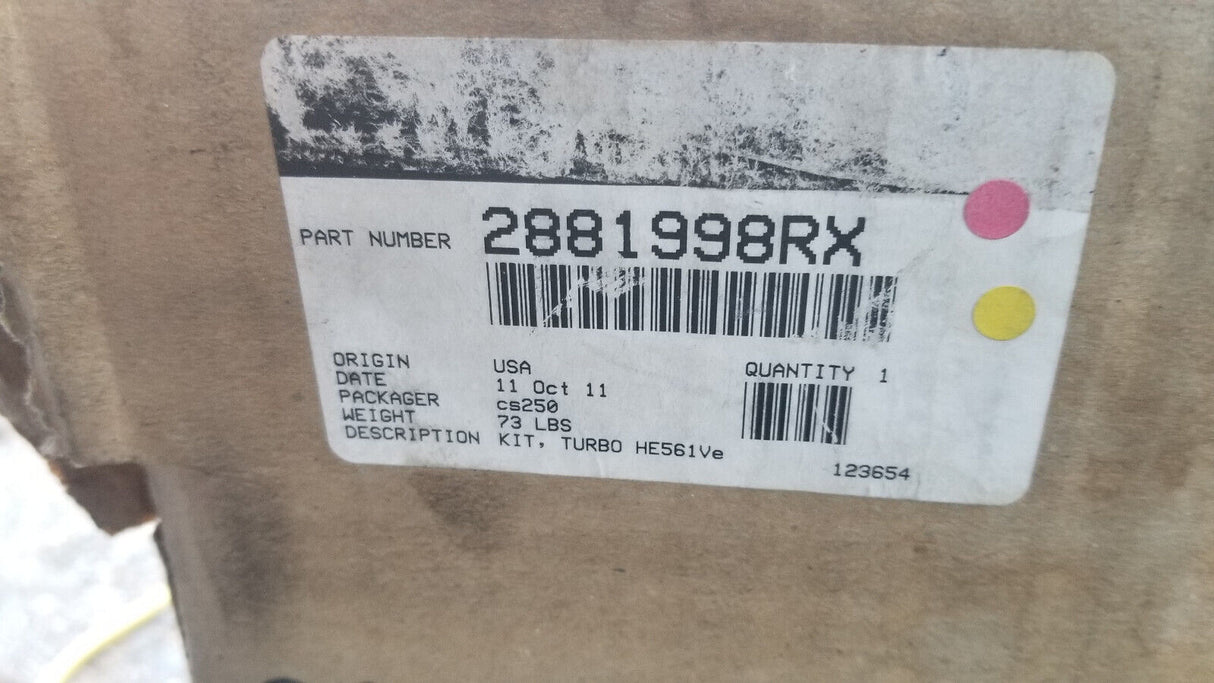 PART NUMBER 2881998RX
ORIGIN USA
DATE 11 Oct 11
PACKAGER cs250
WEIGHT 73 LBS
DESCRIPTION KIT, TURBO HE561Ve
QUANTITY 1
123654